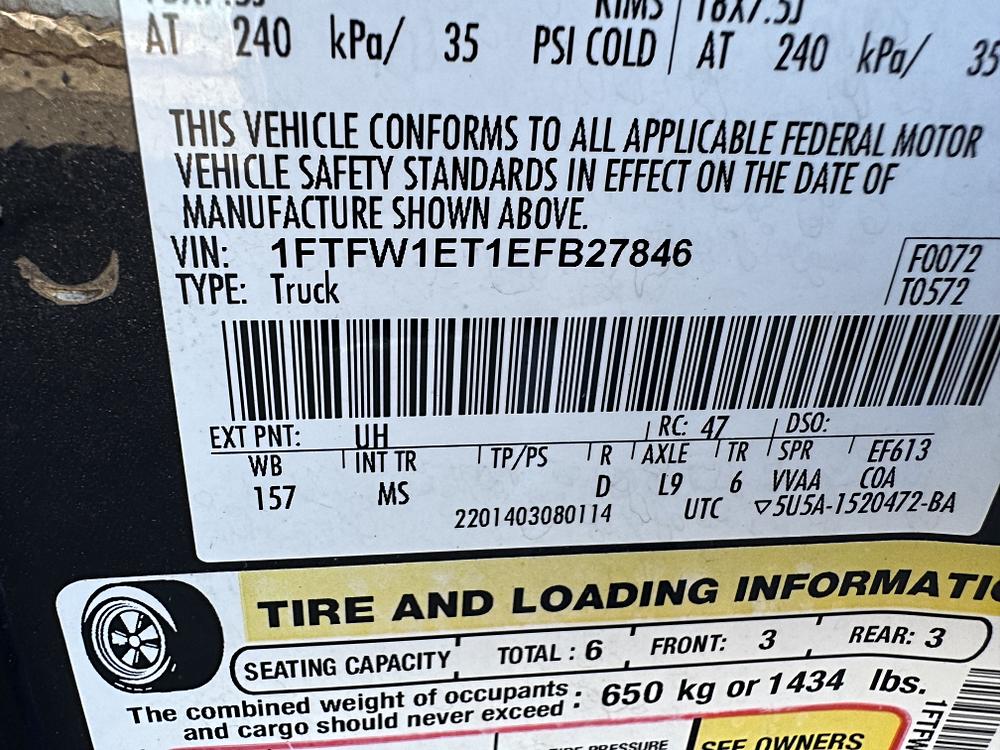 AT 240 kPa/ 35 PSI COLD AT 240 kPa/ 35
THIS VEHICLE CONFORMS TO ALL APPLICABLE FEDERAL MOTOR
VEHICLE SAFETY STANDARDS IN EFFECT ON THE DATE OF
MANUFACTURE SHOWN ABOVE.
VIN: 1FTFW1ET1EFB27846
F0072
TYPE: Truck
T0572
EXT PNT: UH RC: 47 DSO:
WB INT TR TP/PS R AXLE TR SPR EF613
157 MS D L9 6 VVAA COA
2201403080114 UTC ▽5U5A-1520472-BA
TIRE AND LOADING INFORMATIO
SEATING CAPACITY TOTAL : 6 FRONT: 3 REAR: 3
The combined weight of occupants : 650 kg or 1434 lbs.
and cargo should never exceed :
PRESSURE
SEE OWNERS